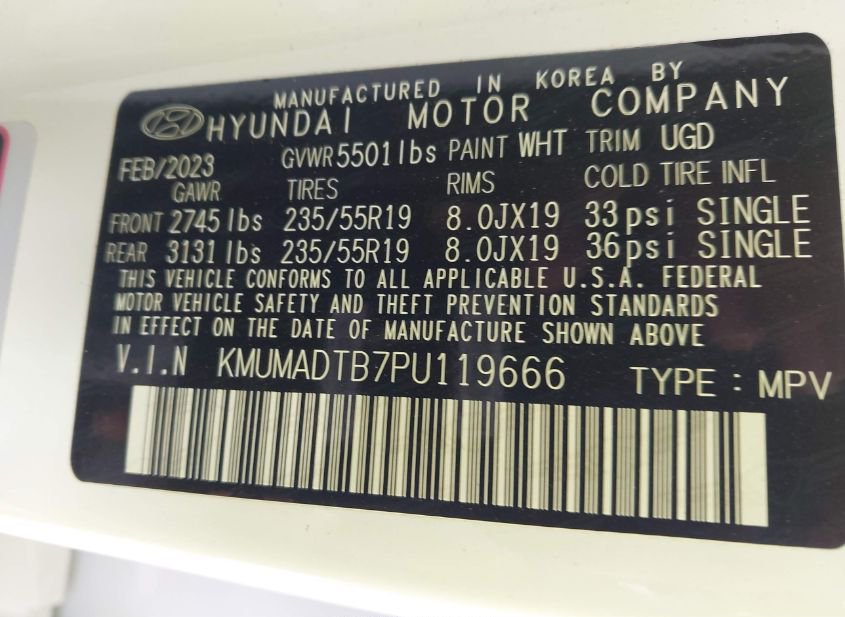 MANUFACTURED IN KOREA BY
HYUNDAI MOTOR COMPANY
FEB/2023 GVWR 5501lbs PAINT WHT TRIM UGD
GAWR TIRES RIMS COLD TIRE INFL
FRONT 2745 lbs 235/55R19 8.0JX19 33psi SINGLE
REAR 3131 lbs 235/55R19 8.0JX19 36psi SINGLE
THIS VEHICLE CONFORMS TO ALL APPLICABLE U.S.A. FEDERAL
MOTOR VEHICLE SAFETY AND THEFT PREVENTION STANDARDS
IN EFFECT ON THE DATE OF MANUFACTURE SHOWN ABOVE
V.I.N KMUMADTB7PU119666 TYPE : MPV